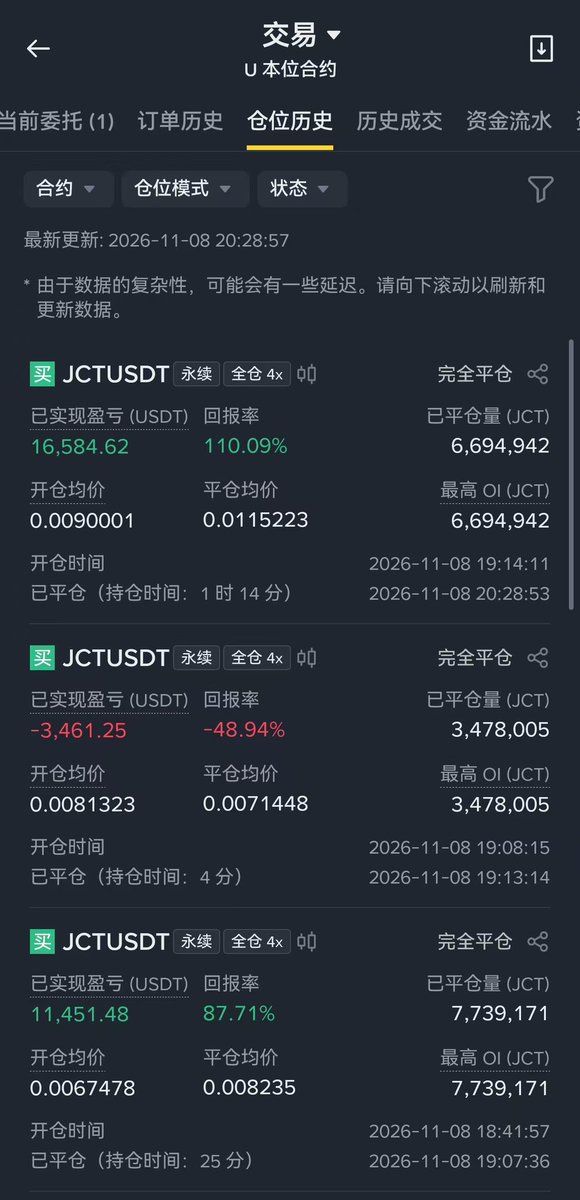 交易
U 本位合约
当前委托 (1) 订单历史 仓位历史 历史成交 资金流水
合约 仓位模式 状态
最新更新: 2026-11-08 20:28:57
* 由于数据的复杂性，可能会有一些延迟。请向下滚动以刷新和
更新数据。
买 JCTUSDT 永续 全仓 4x 完全平仓
已实现盈亏 (USDT) 回报率 已平仓量 (JCT)
16,584.62 110.09% 6,694,942
开仓均价 平仓均价 最高 OI (JCT)
0.0090001 0.0115223 6,694,942
开仓时间 2026-11-08 19:14:11
已平仓（持仓时间： 1 时 14 分） 2026-11-08 20:28:53
买 JCTUSDT 永续 全仓 4x 完全平仓
已实现盈亏 (USDT) 回报率 已平仓量 (JCT)
-3,461.25 -48.94% 3,478,005
开仓均价 平仓均价 最高 OI (JCT)
0.0081323 0.0071448 3,478,005
开仓时间 2026-11-08 19:08:15
已平仓（持仓时间： 4 分） 2026-11-08 19:13:14
买 JCTUSDT 永续 全仓 4x 完全平仓
已实现盈亏 (USDT) 回报率 已平仓量 (JCT)
11,451.48 87.71% 7,739,171
开仓均价 平仓均价 最高 OI (JCT)
0.0067478 0.008235 7,739,171
开仓时间 2026-11-08 18:41:57
已平仓（持仓时间： 25 分） 2026-11-08 19:07:36